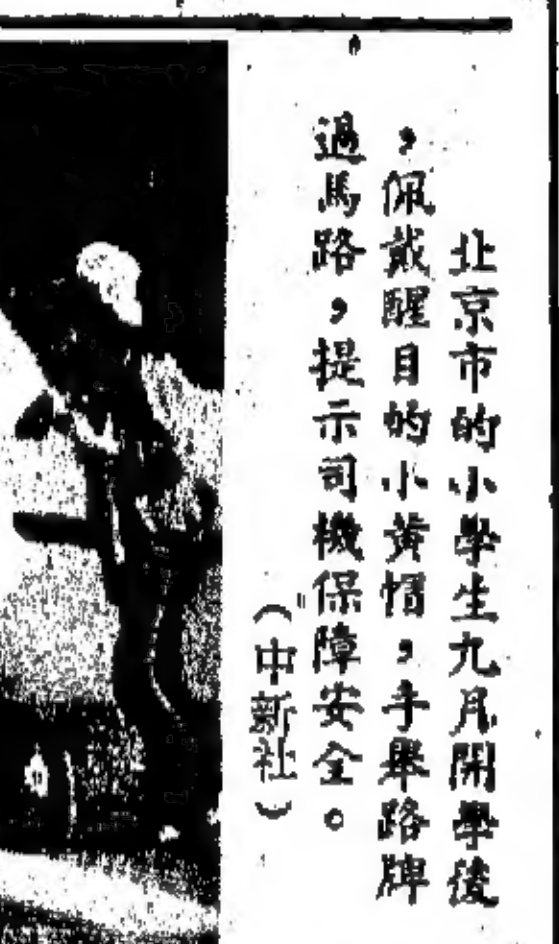 北京市的小學生九月開學後
，佩戴醒目的小黃帽，手舉路牌
過馬路，提示司機保障安全。
（中新社）